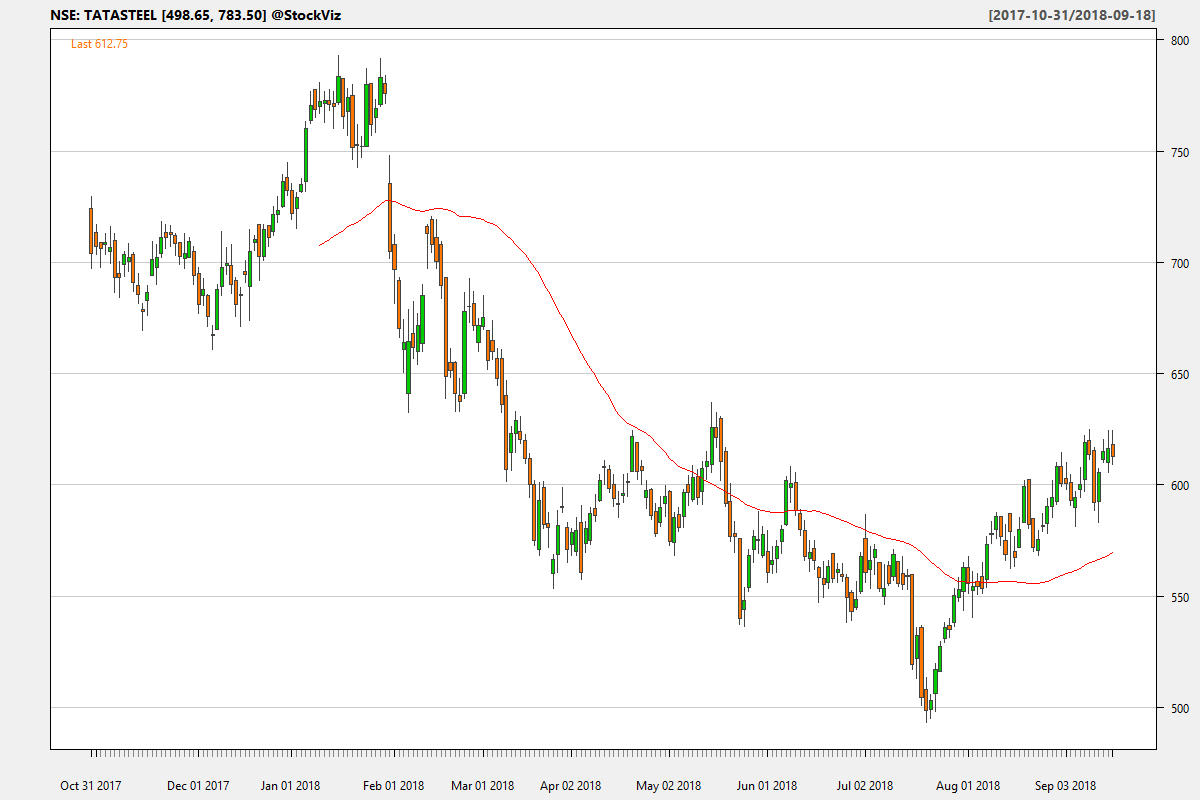 NSE: TATASTEEL [498.65, 783.50] @StockViz [2017-10-31/2018-09-18]
Last 612.75
800
750
700
650
600
550
500
Oct 31 2017 Dec 01 2017 Jan 01 2018 Feb 01 2018 Mar 01 2018 Apr 02 2018 May 02 2018 Jun 01 2018 Jul 02 2018 Aug 01 2018 Sep 03 2018